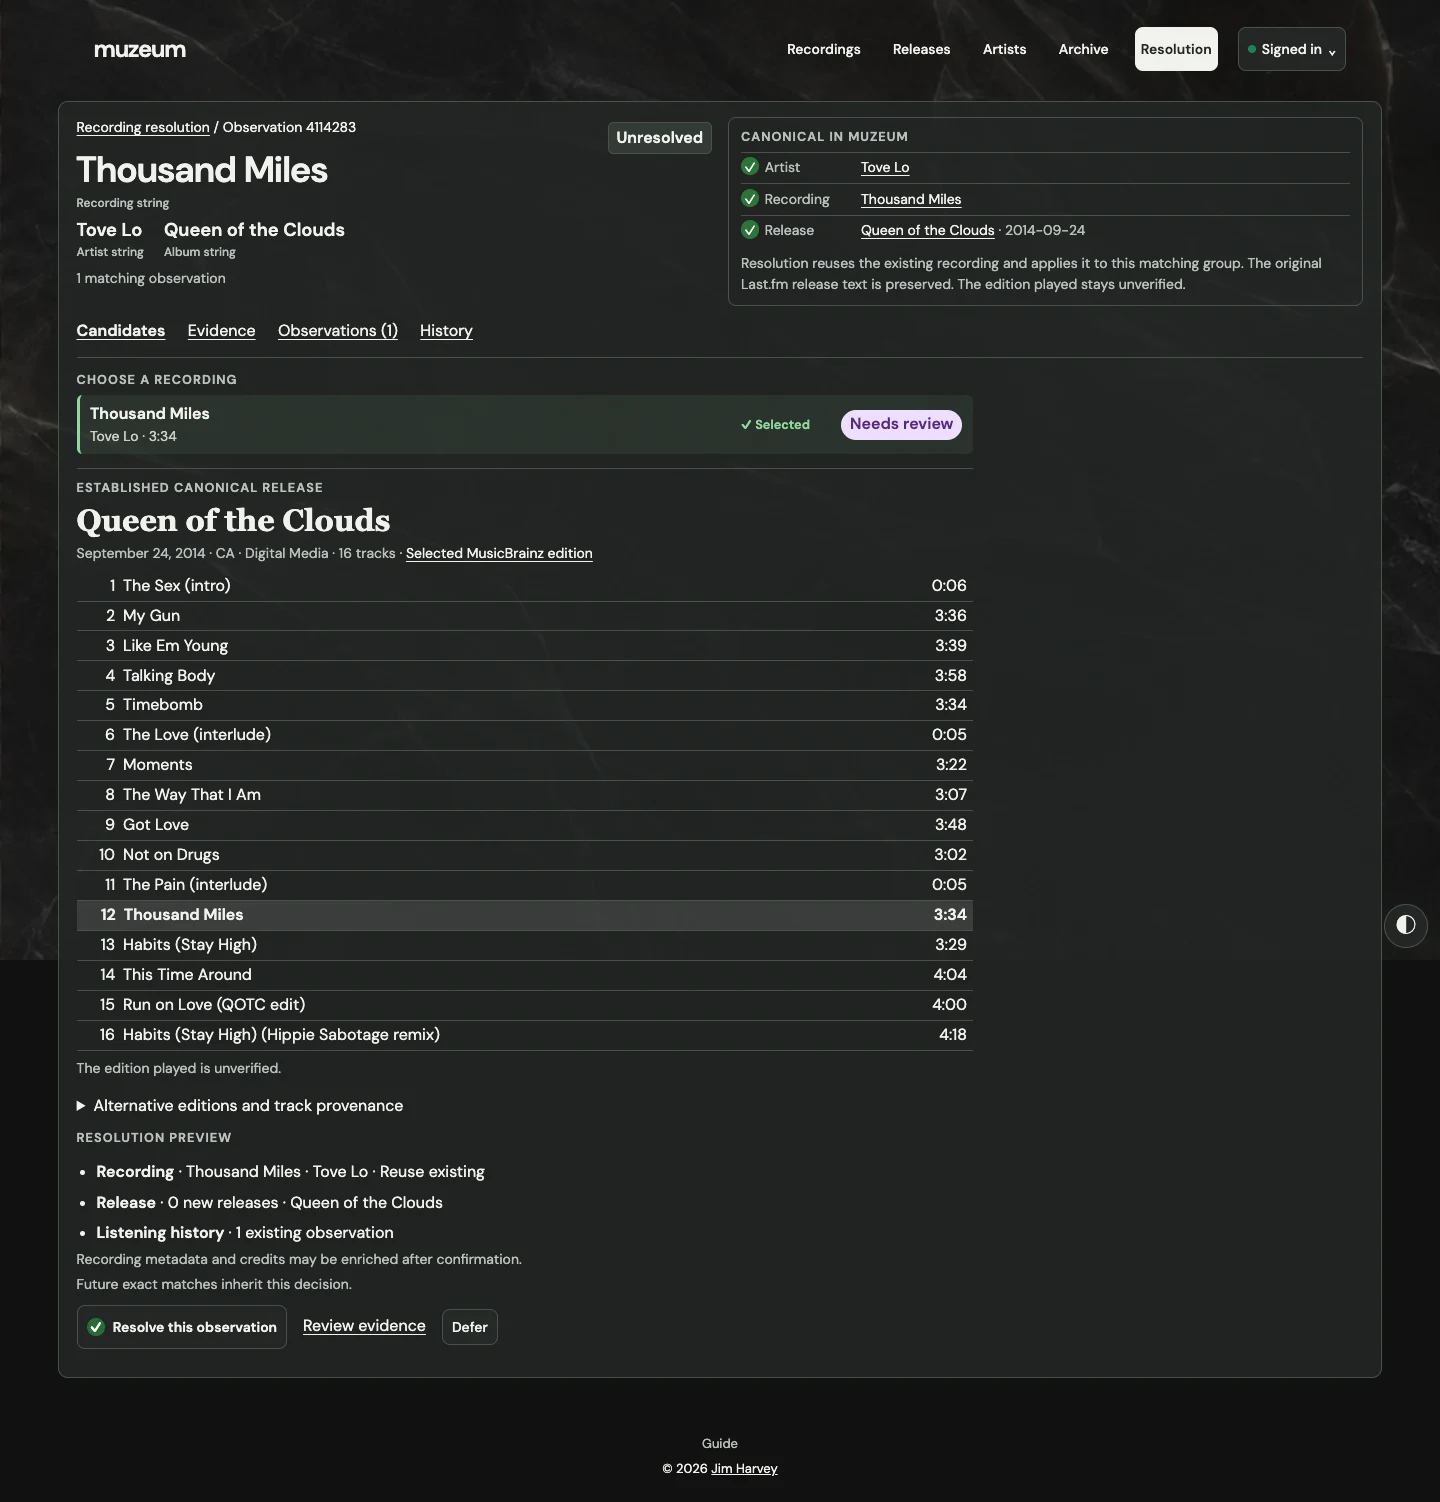 muzeum
Recordings Releases Artists Archive Resolution Signed in
Recording resolution / Observation 4114283
Unresolved
Thousand Miles
Recording string
Tove Lo Queen of the Clouds
Artist string Album string
1 matching observation
CANONICAL IN MUZEUM
Artist Tove Lo
Recording Thousand Miles
Release Queen of the Clouds · 2014-09-24
Resolution reuses the existing recording and applies it to this matching group. The original
Last.fm release text is preserved. The edition played stays unverified.
Candidates Evidence Observations (1) History
CHOOSE A RECORDING
Thousand Miles
Tove Lo · 3:34
✓ Selected
Needs review
ESTABLISHED CANONICAL RELEASE
Queen of the Clouds
September 24, 2014 · CA · Digital Media · 16 tracks · Selected MusicBrainz edition
1 The Sex (intro) 0:06
2 My Gun 3:36
3 Like Em Young 3:39
4 Talking Body 3:58
5 Timebomb 3:34
6 The Love (interlude) 0:05
7 Moments 3:22
8 The Way That I Am 3:07
9 Got Love 3:48
10 Not on Drugs 3:02
11 The Pain (interlude) 0:05
12 Thousand Miles 3:34
13 Habits (Stay High) 3:29
14 This Time Around 4:04
15 Run on Love (QOTC edit) 4:00
16 Habits (Stay High) (Hippie Sabotage remix) 4:18
The edition played is unverified.
▶ Alternative editions and track provenance
RESOLUTION PREVIEW
• Recording · Thousand Miles · Tove Lo · Reuse existing
• Release · 0 new releases · Queen of the Clouds
• Listening history · 1 existing observation
Recording metadata and credits may be enriched after confirmation.
Future exact matches inherit this decision.
Resolve this observation Review evidence Defer
Guide
© 2026 Jim Harvey